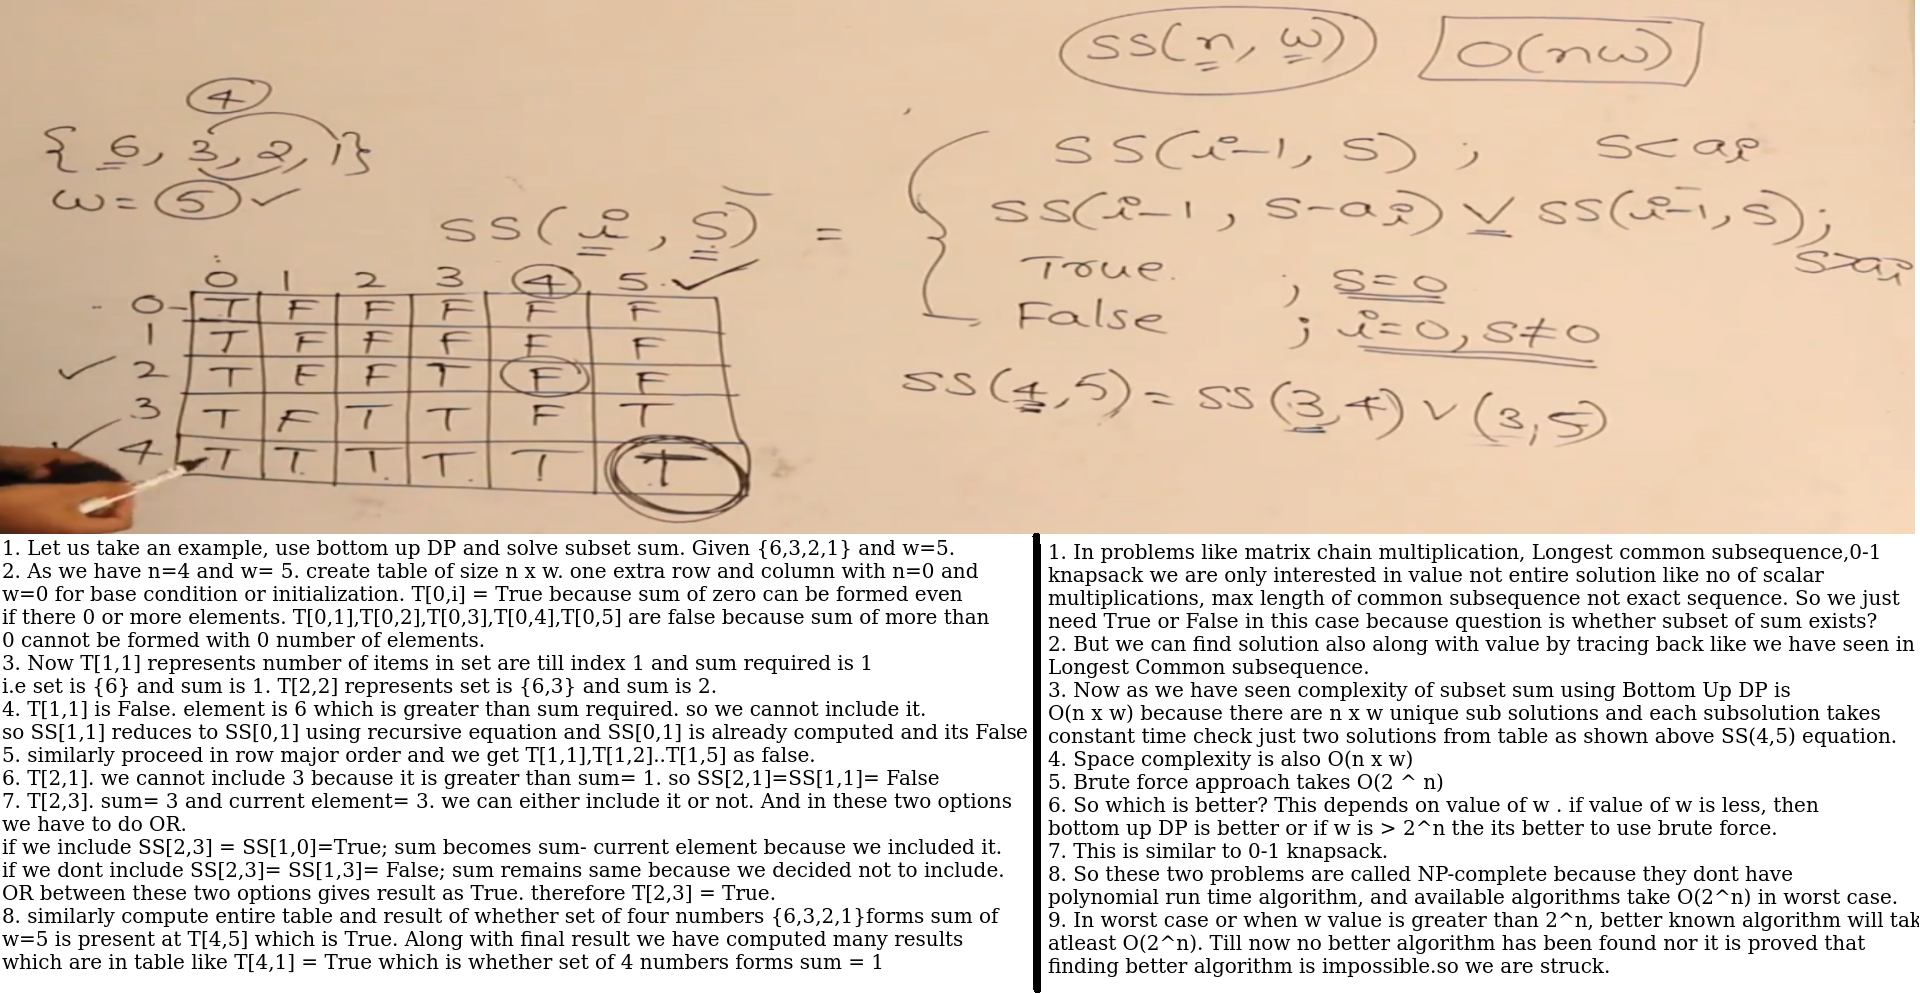 SS(n, w)
O(nw)
4
{ 6, 3, 2, 1}
w = 5 ✓
SS(i, S) =
SS(i-1, S) ; S< ai
SS(i-1, S-ai) ∨ SS(i-1, S); S≥ai
True. ; S=0
False ; i=0, S≠0
SS(4,5) = SS(3,4) ∨ (3,5)
0 1 2 3 4 5 ✓
0 T F F F F F
1 T F F F F F
✓ 2 T F F T F F
3 T F T T F T
✓ 4 T T T T T T
1. Let us take an example, use bottom up DP and solve subset sum. Given {6,3,2,1} and w=5.
2. As we have n=4 and w= 5. create table of size n x w. one extra row and column with n=0 and
w=0 for base condition or initialization. T[0,i] = True because sum of zero can be formed even
if there 0 or more elements. T[0,1],T[0,2],T[0,3],T[0,4],T[0,5] are false because sum of more than
0 cannot be formed with 0 number of elements.
3. Now T[1,1] represents number of items in set are till index 1 and sum required is 1
i.e set is {6} and sum is 1. T[2,2] represents set is {6,3} and sum is 2.
4. T[1,1] is False. element is 6 which is greater than sum required. so we cannot include it.
so SS[1,1] reduces to SS[0,1] using recursive equation and SS[0,1] is already computed and its False
5. similarly proceed in row major order and we get T[1,1],T[1,2]..T[1,5] as false.
6. T[2,1]. we cannot include 3 because it is greater than sum= 1. so SS[2,1]=SS[1,1]= False
7. T[2,3]. sum= 3 and current element= 3. we can either include it or not. And in these two options
we have to do OR.
if we include SS[2,3] = SS[1,0]=True; sum becomes sum- current element because we included it.
if we dont include SS[2,3]= SS[1,3]= False; sum remains same because we decided not to include.
OR between these two options gives result as True. therefore T[2,3] = True.
8. similarly compute entire table and result of whether set of four numbers {6,3,2,1}forms sum of
w=5 is present at T[4,5] which is True. Along with final result we have computed many results
which are in table like T[4,1] = True which is whether set of 4 numbers forms sum = 1
1. In problems like matrix chain multiplication, Longest common subsequence,0-1
knapsack we are only interested in value not entire solution like no of scalar
multiplications, max length of common subsequence not exact sequence. So we just
need True or False in this case because question is whether subset of sum exists?
2. But we can find solution also along with value by tracing back like we have seen in
Longest Common subsequence.
3. Now as we have seen complexity of subset sum using Bottom Up DP is
O(n x w) because there are n x w unique sub solutions and each subsolution takes
constant time check just two solutions from table as shown above SS(4,5) equation.
4. Space complexity is also O(n x w)
5. Brute force approach takes O(2 ^ n)
6. So which is better? This depends on value of w . if value of w is less, then
bottom up DP is better or if w is > 2^n the its better to use brute force.
7. This is similar to 0-1 knapsack.
8. So these two problems are called NP-complete because they dont have
polynomial run time algorithm, and available algorithms take O(2^n) in worst case.
9. In worst case or when w value is greater than 2^n, better known algorithm will tak
atleast O(2^n). Till now no better algorithm has been found nor it is proved that
finding better algorithm is impossible.so we are struck.